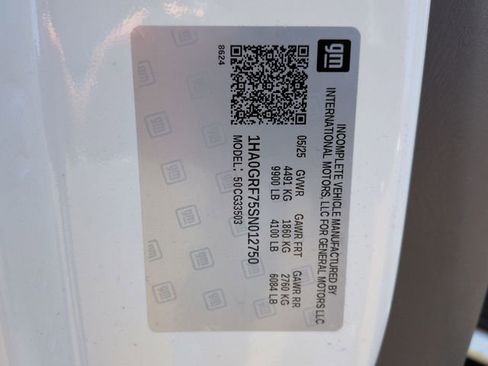 gm
INCOMPLETE VEHICLE MANUFACTURED BY
INTERNATIONAL MOTORS, LLC FOR GENERAL MOTORS LLC
05/25 GVWR GAWR FRT GAWR RR
4491 KG 1860 KG 2760 KG
9900 LB 4100 LB 6084 LB
1HA0GRF75SN012750
MODEL: 50CG33503
8624